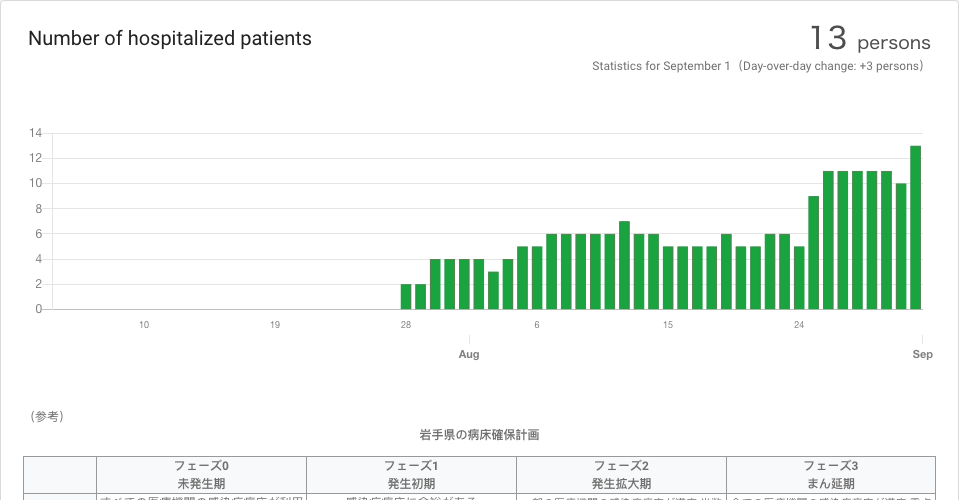 Number of hospitalized patients
13 persons
Statistics for September 1（Day-over-day change: +3 persons）
14
12
10
8
6
4
2
0
10 19 28 6 15 24
Aug Sep
（参考）
岩手県の病床確保計画
フェーズ0 フェーズ1 フェーズ2 フェーズ3
未発生期 発生初期 発生拡大期 まん延期